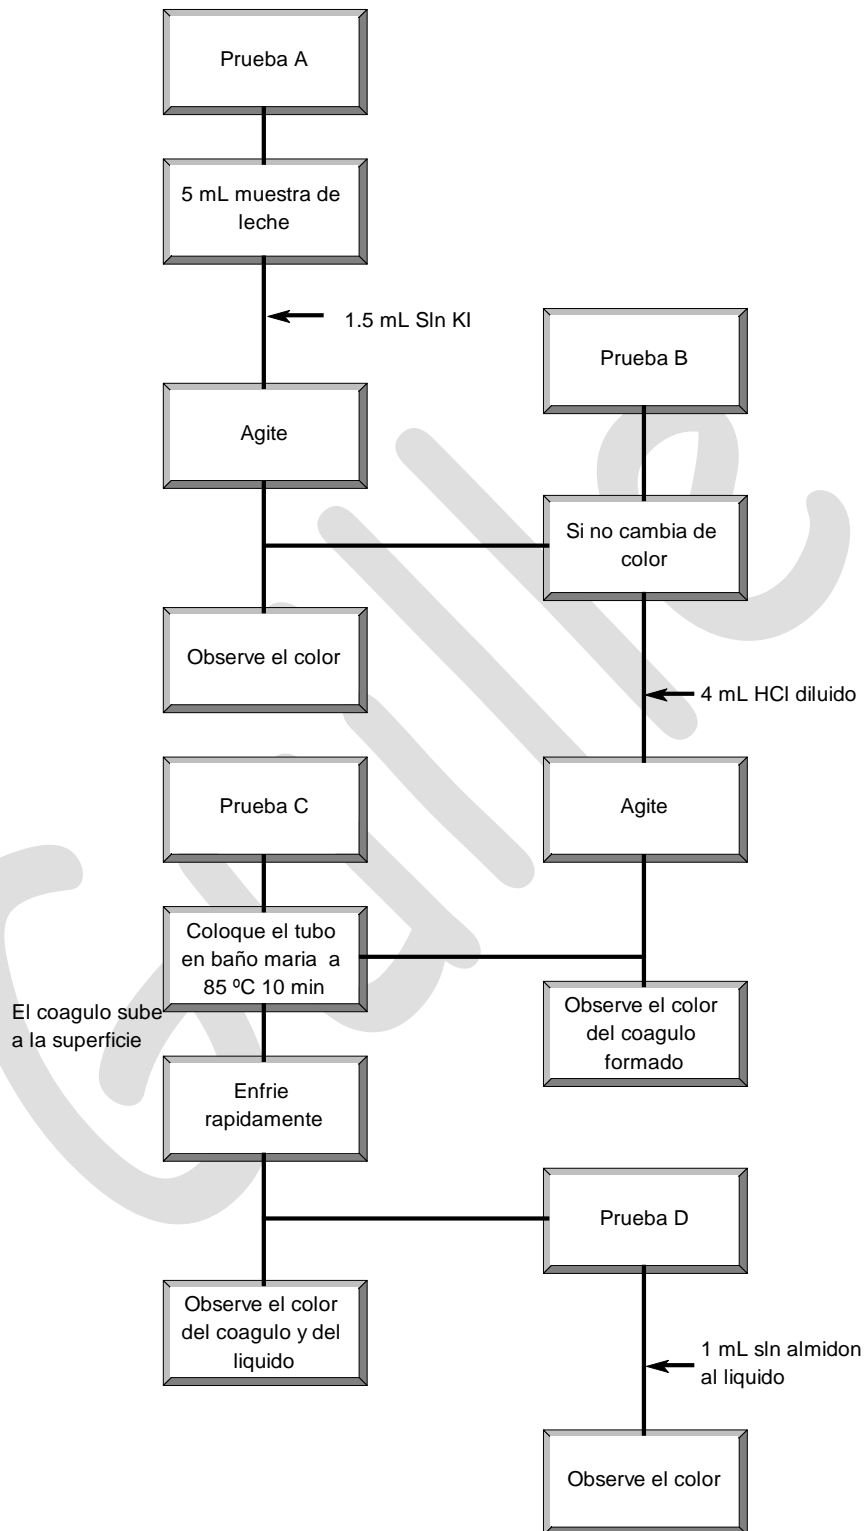 Prueba A
5 mL muestra de
leche
1.5 mL Sln KI
Prueba B
Agite
Si no cambia de
color
Observe el color
4 mL HCl diluido
Prueba C
Agite
Coloque el tubo
en baño maria a
85 ºC 10 min
El coagulo sube
a la superficie
Observe el color
del coagulo
formado
Enfrie
rapidamente
Prueba D
Observe el color
del coagulo y del
liquido
1 mL sln almidon
al liquido
Observe el color